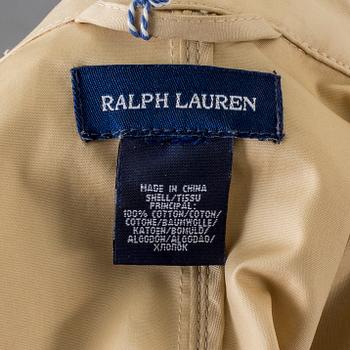 RALPH LAUREN
MADE IN CHINA
SHELL/TISSU
PRINCIPAL:
100% COTTON/COTON/
COTONE/BAUMWOLLE/
KATOEN/BOMULD/
ALGODON/ALGODAO/
ХЛОПОК